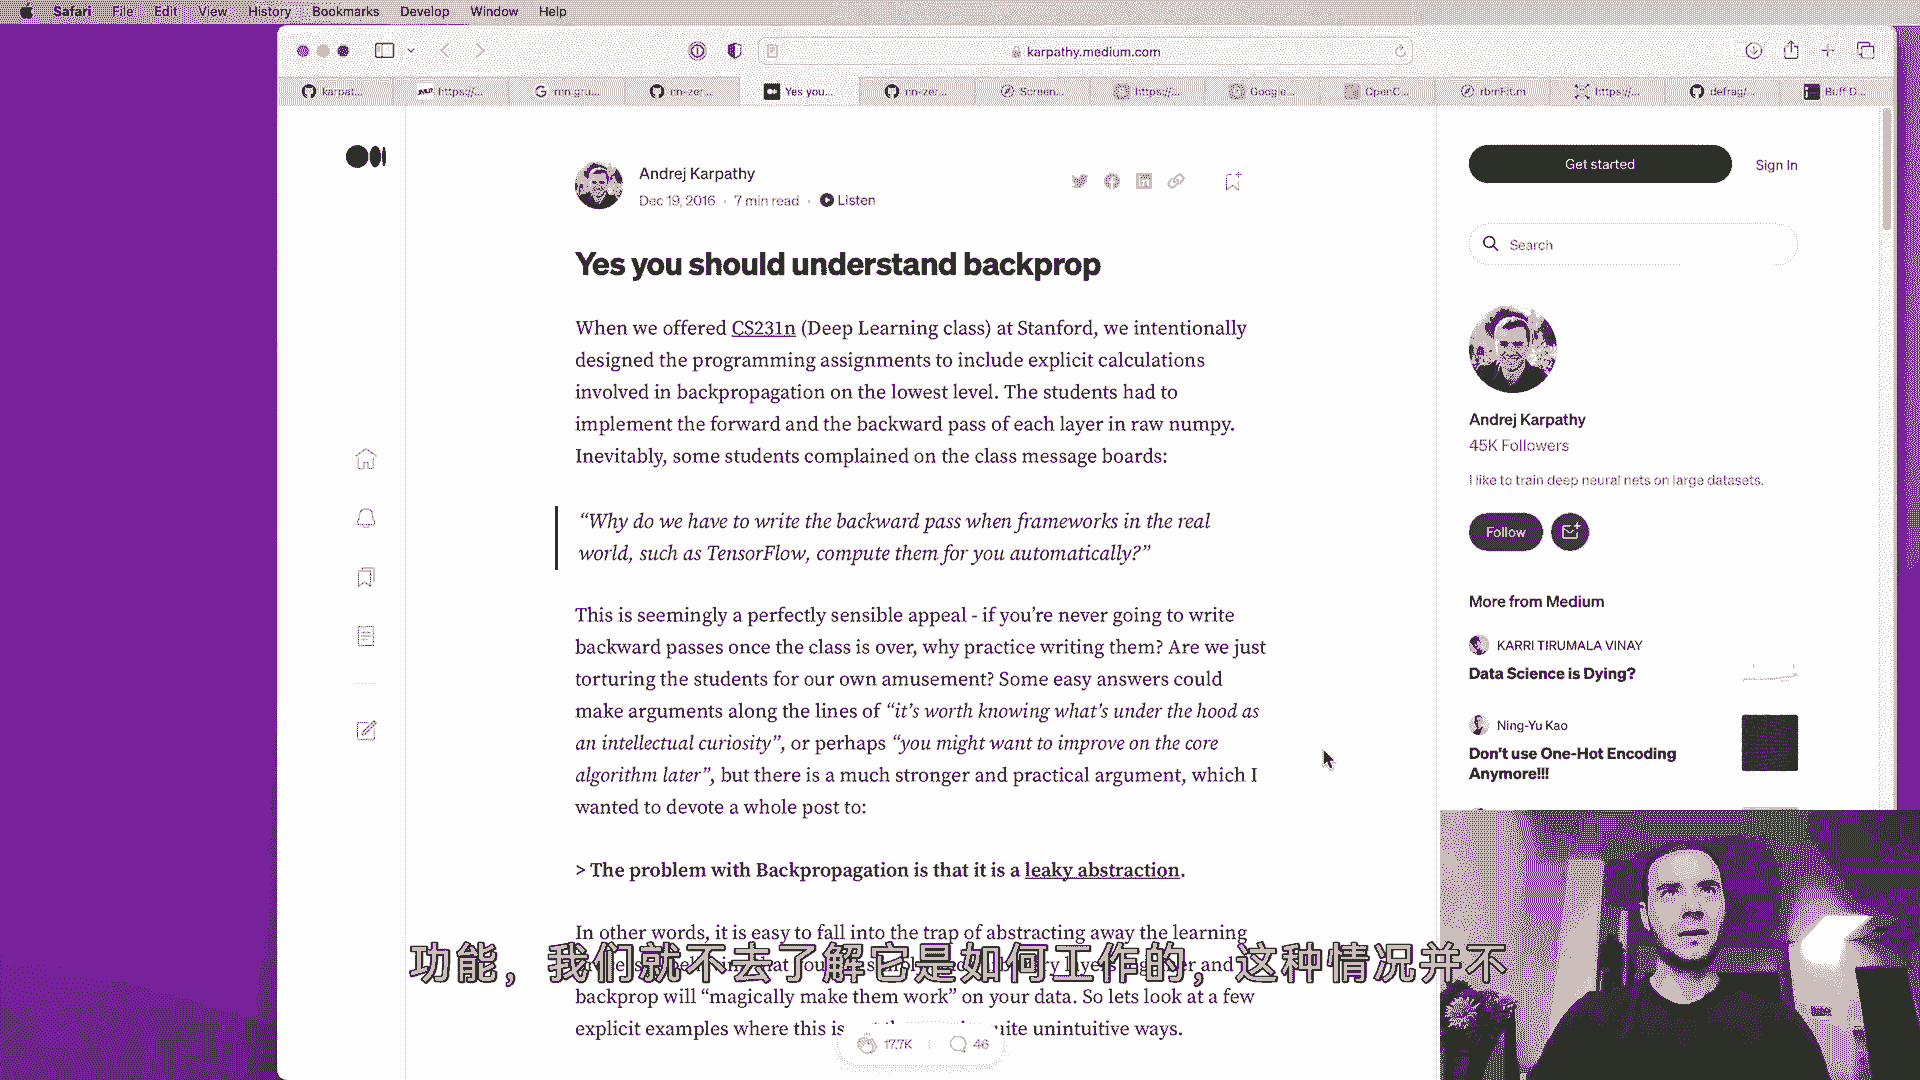 Safari File Edit View History Bookmarks Develop Window Help
karpathy.medium.com
karpat... https://... rnn gru... nn-zer... Yes you... nn-zer... Screen... https://... Google... OpenC... rbmFit.m https://... defrag/... Buff D...
Andrej Karpathy
Dec 19, 2016 · 7 min read · Listen
Get started Sign In
Search
Yes you should understand backprop
When we offered CS231n (Deep Learning class) at Stanford, we intentionally
designed the programming assignments to include explicit calculations
involved in backpropagation on the lowest level. The students had to
implement the forward and the backward pass of each layer in raw numpy.
Inevitably, some students complained on the class message boards:
“Why do we have to write the backward pass when frameworks in the real
world, such as TensorFlow, compute them for you automatically?”
This is seemingly a perfectly sensible appeal - if you’re never going to write
backward passes once the class is over, why practice writing them? Are we just
torturing the students for our own amusement? Some easy answers could
make arguments along the lines of “it’s worth knowing what’s under the hood as
an intellectual curiosity”, or perhaps “you might want to improve on the core
algorithm later”, but there is a much stronger and practical argument, which I
wanted to devote a whole post to:
> The problem with Backpropagation is that it is a leaky abstraction.
In other words, it is easy to fall into the trap of abstracting away the learning
and
backprop will “magically make them work” on your data. So lets look at a few
explicit examples where this is unintuitive ways.
17.7K 46
Andrej Karpathy
45K Followers
I like to train deep neural nets on large datasets.
Follow
More from Medium
KARRI TIRUMALA VINAY
Data Science is Dying?
Ning-Yu Kao
Don't use One-Hot Encoding
Anymore!!!
功能，我们就不去了解它是如何工作的，这种情况并不